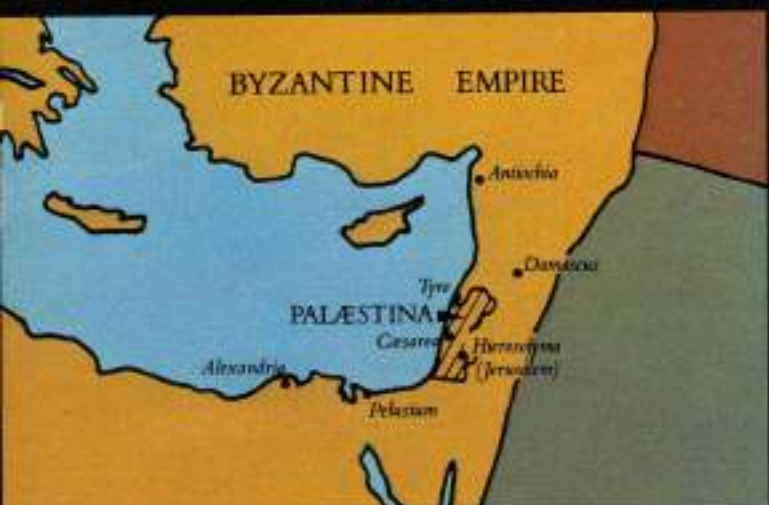 BYZANTINE EMPIRE
Antiochia
Damascus
Tyre
PALÆSTINA
Cæsarea
Hierosolyma
(Jerusalem)
Alexandria
Pelusium